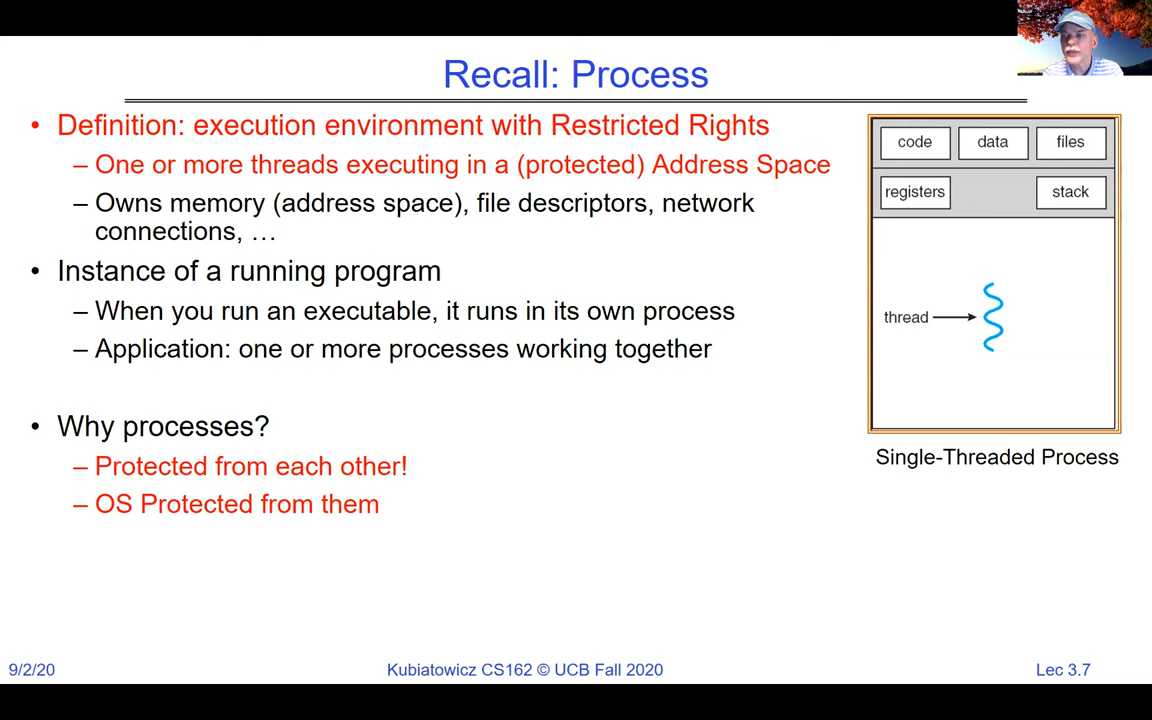 Recall: Process
• Definition: execution environment with Restricted Rights
– One or more threads executing in a (protected) Address Space
– Owns memory (address space), file descriptors, network
connections, …
• Instance of a running program
– When you run an executable, it runs in its own process
– Application: one or more processes working together
• Why processes?
– Protected from each other!
– OS Protected from them
code data files
registers stack
thread
Single-Threaded Process
9/2/20 Kubiatowicz CS162 © UCB Fall 2020 Lec 3.7